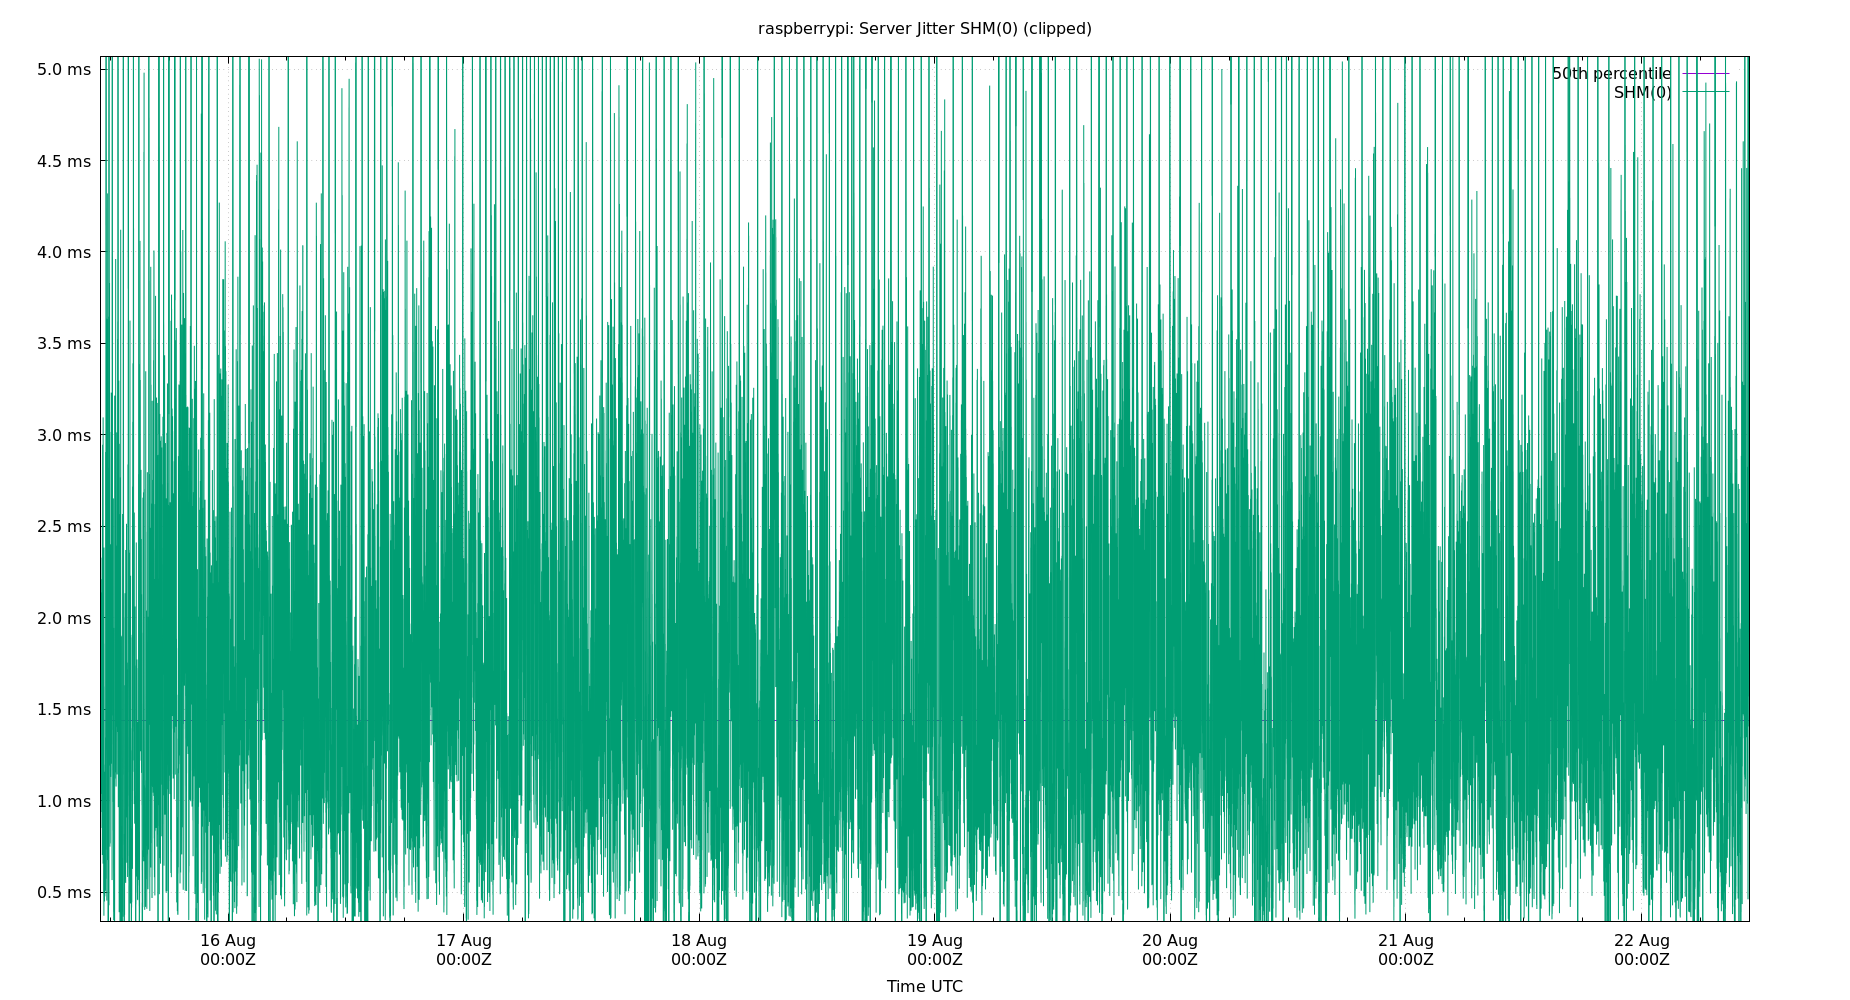 raspberrypi: Server Jitter SHM(0) (clipped)
5.0 ms
4.5 ms
4.0 ms
3.5 ms
3.0 ms
2.5 ms
2.0 ms
1.5 ms
1.0 ms
0.5 ms
50th percentile
SHM(0)
16 Aug
00:00Z
17 Aug
00:00Z
18 Aug
00:00Z
19 Aug
00:00Z
20 Aug
00:00Z
21 Aug
00:00Z
22 Aug
00:00Z
Time UTC